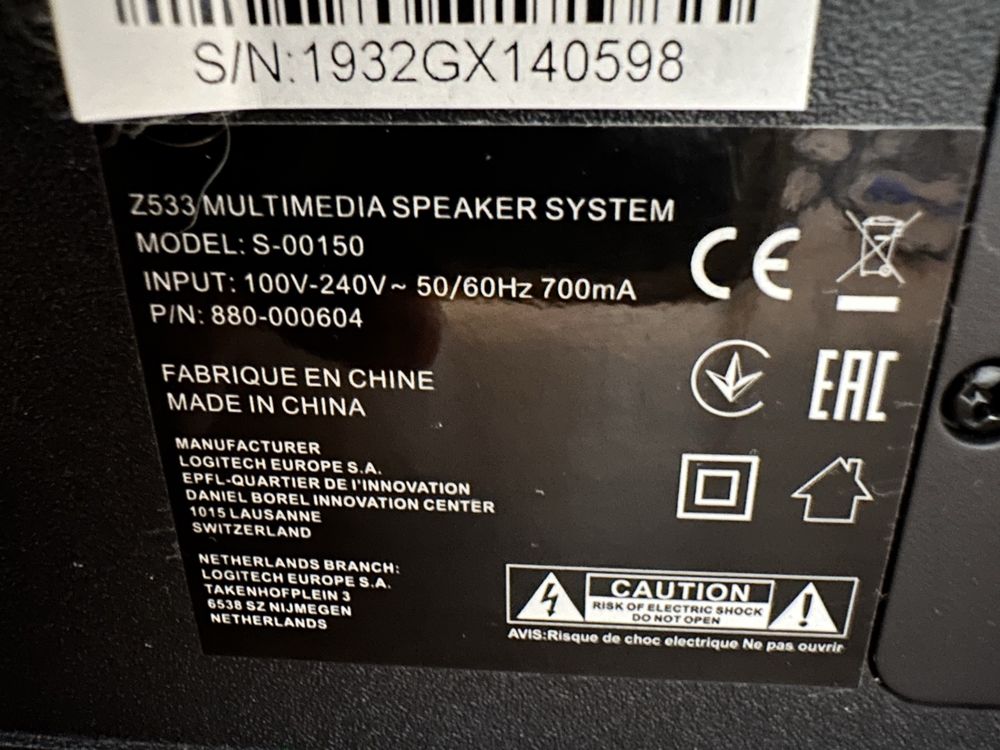 S/N:1932GX140598
Z533 MULTIMEDIA SPEAKER SYSTEM
MODEL: S-00150
INPUT: 100V-240V~ 50/60Hz 700mA
P/N: 880-000604
CE
FABRIQUE EN CHINE
MADE IN CHINA
EAC
MANUFACTURER
LOGITECH EUROPE S.A.
EPFL-QUARTIER DE I'INNOVATION
DANIEL BOREL INNOVATION CENTER
1015 LAUSANNE
SWITZERLAND
NETHERLANDS BRANCH:
LOGITECH EUROPE S.A.
TAKENHOFPLEIN 3
6538 SZ NIJMEGEN
NETHERLANDS
CAUTION
RISK OF ELECTRIC SHOCK
DO NOT OPEN
AVIS:Risque de choc electrique Ne pas ouvrir